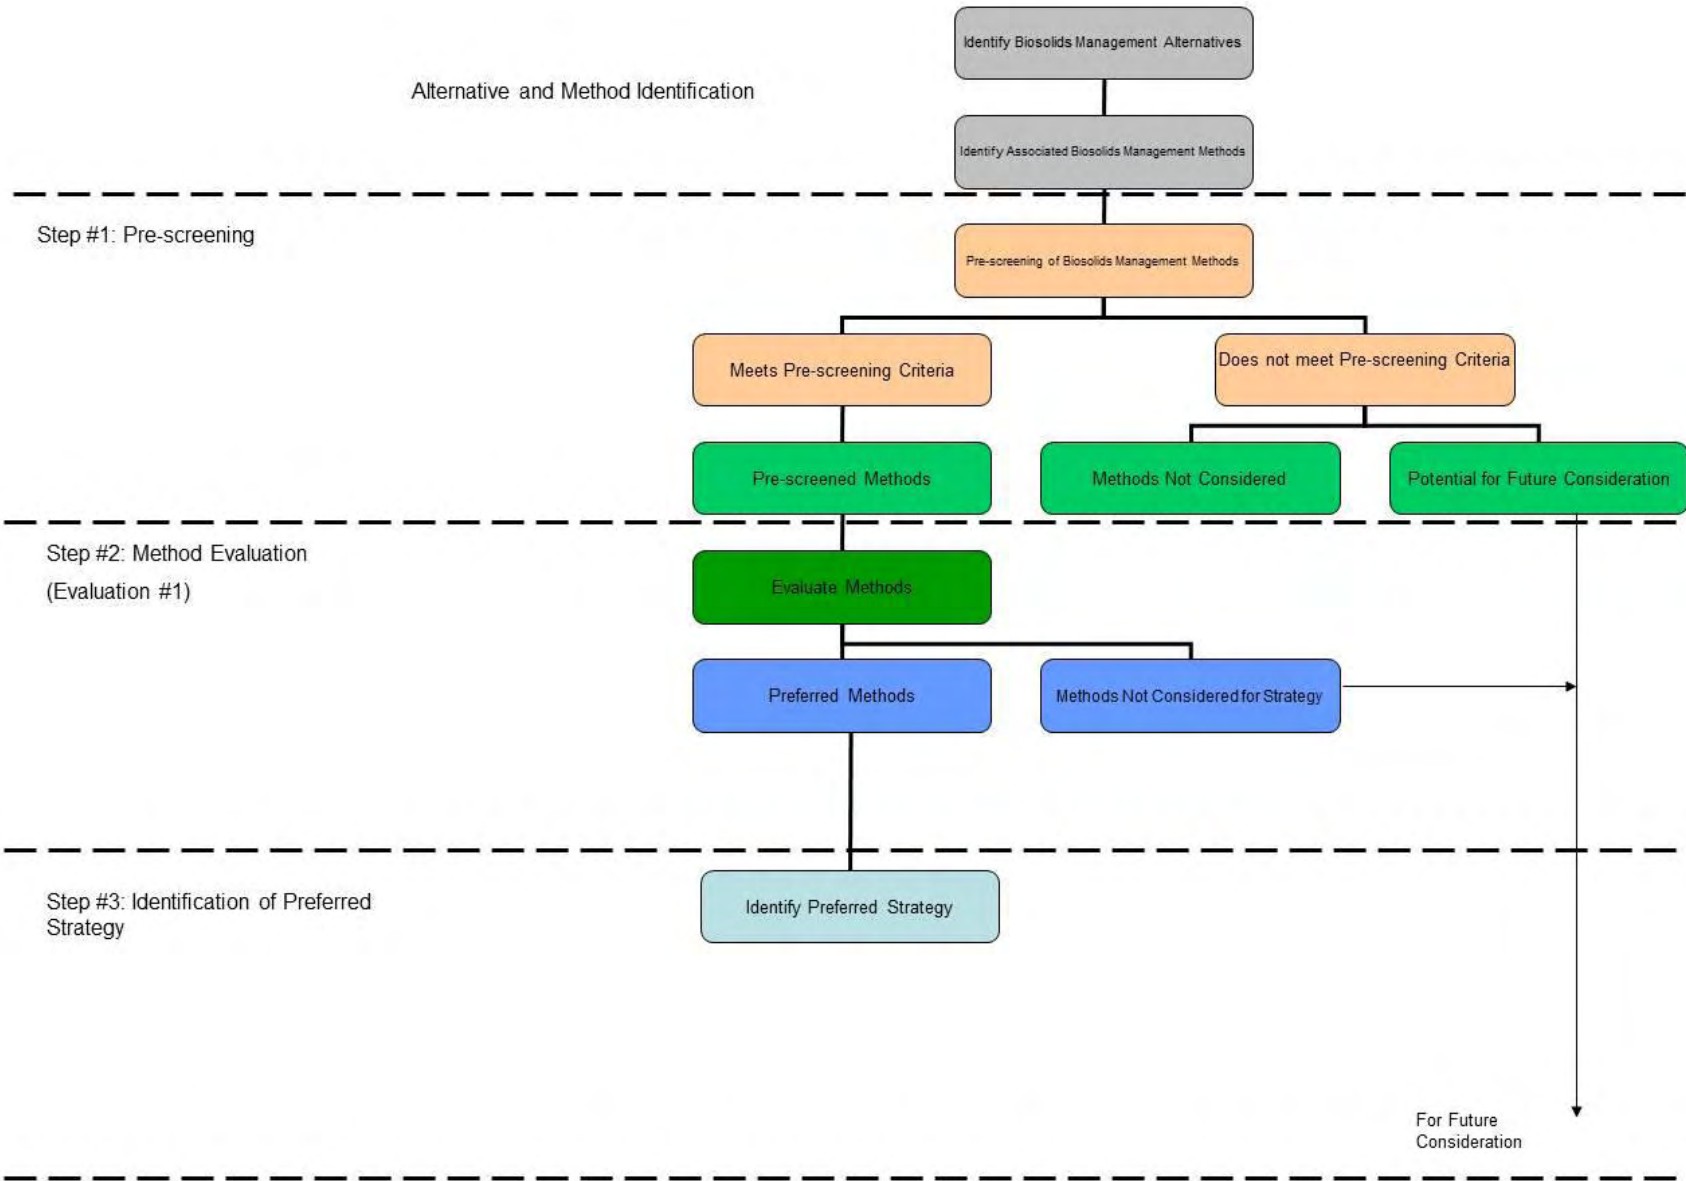 Identify Biosolids Management Alternatives
Alternative and Method Identification
Identify Associated Biosolids Management Methods
Step #1: Pre-screening
Pre-screening of Biosolids Management Methods
Meets Pre-screening Criteria
Does not meet Pre-screening Criteria
Pre-screened Methods
Methods Not Considered
Potential for Future Consideration
Step #2: Method Evaluation
(Evaluation #1)
Evaluate Methods
Preferred Methods
Methods Not Considered for Strategy
Step #3: Identification of Preferred
Strategy
Identify Preferred Strategy
For Future
Consideration